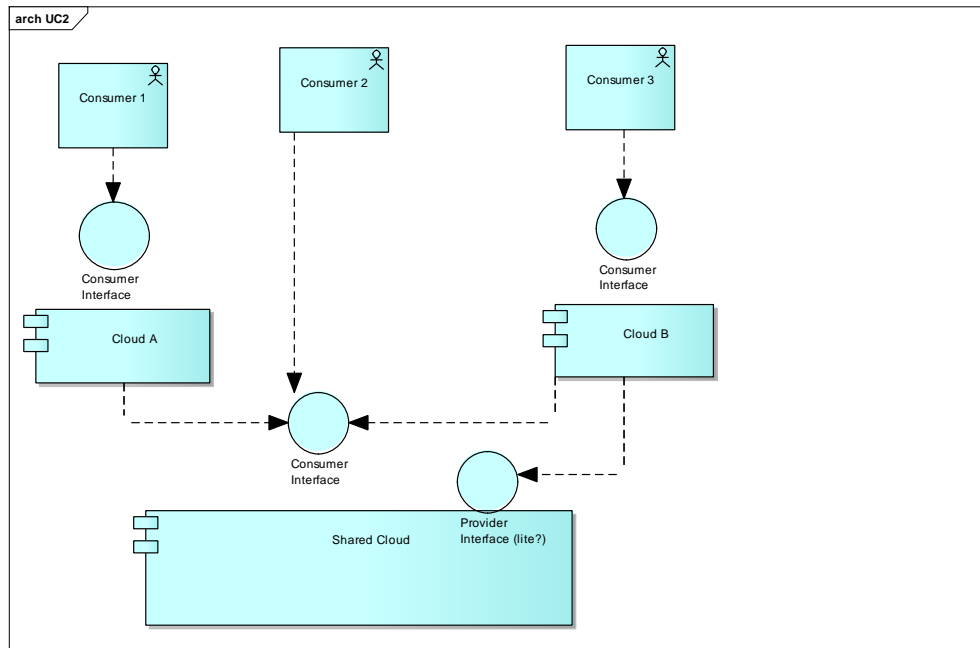 arch UC2
Consumer 1
Consumer 2
Consumer 3
Consumer
Interface
Consumer
Interface
Cloud A
Cloud B
Consumer
Interface
Provider
Interface (lite?)
Shared Cloud